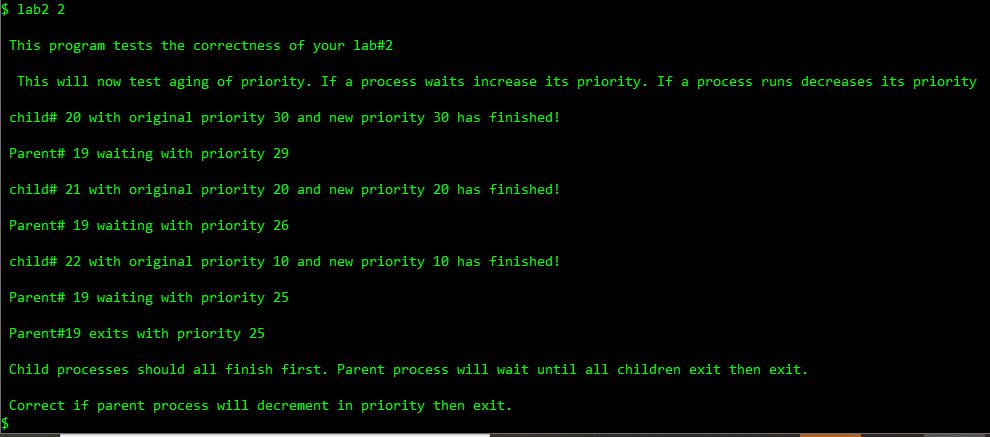 $ lab2 2
This program tests the correctness of your lab#2
This will now test aging of priority. If a process waits increase its priority. If a process runs decreases its priority
child# 20 with original priority 30 and new priority 30 has finished!
Parent# 19 waiting with priority 29
child# 21 with original priority 20 and new priority 20 has finished!
Parent# 19 waiting with priority 26
child# 22 with original priority 10 and new priority 10 has finished!
Parent# 19 waiting with priority 25
Parent#19 exits with priority 25
Child processes should all finish first. Parent process will wait until all children exit then exit.
Correct if parent process will decrement in priority then exit.
$